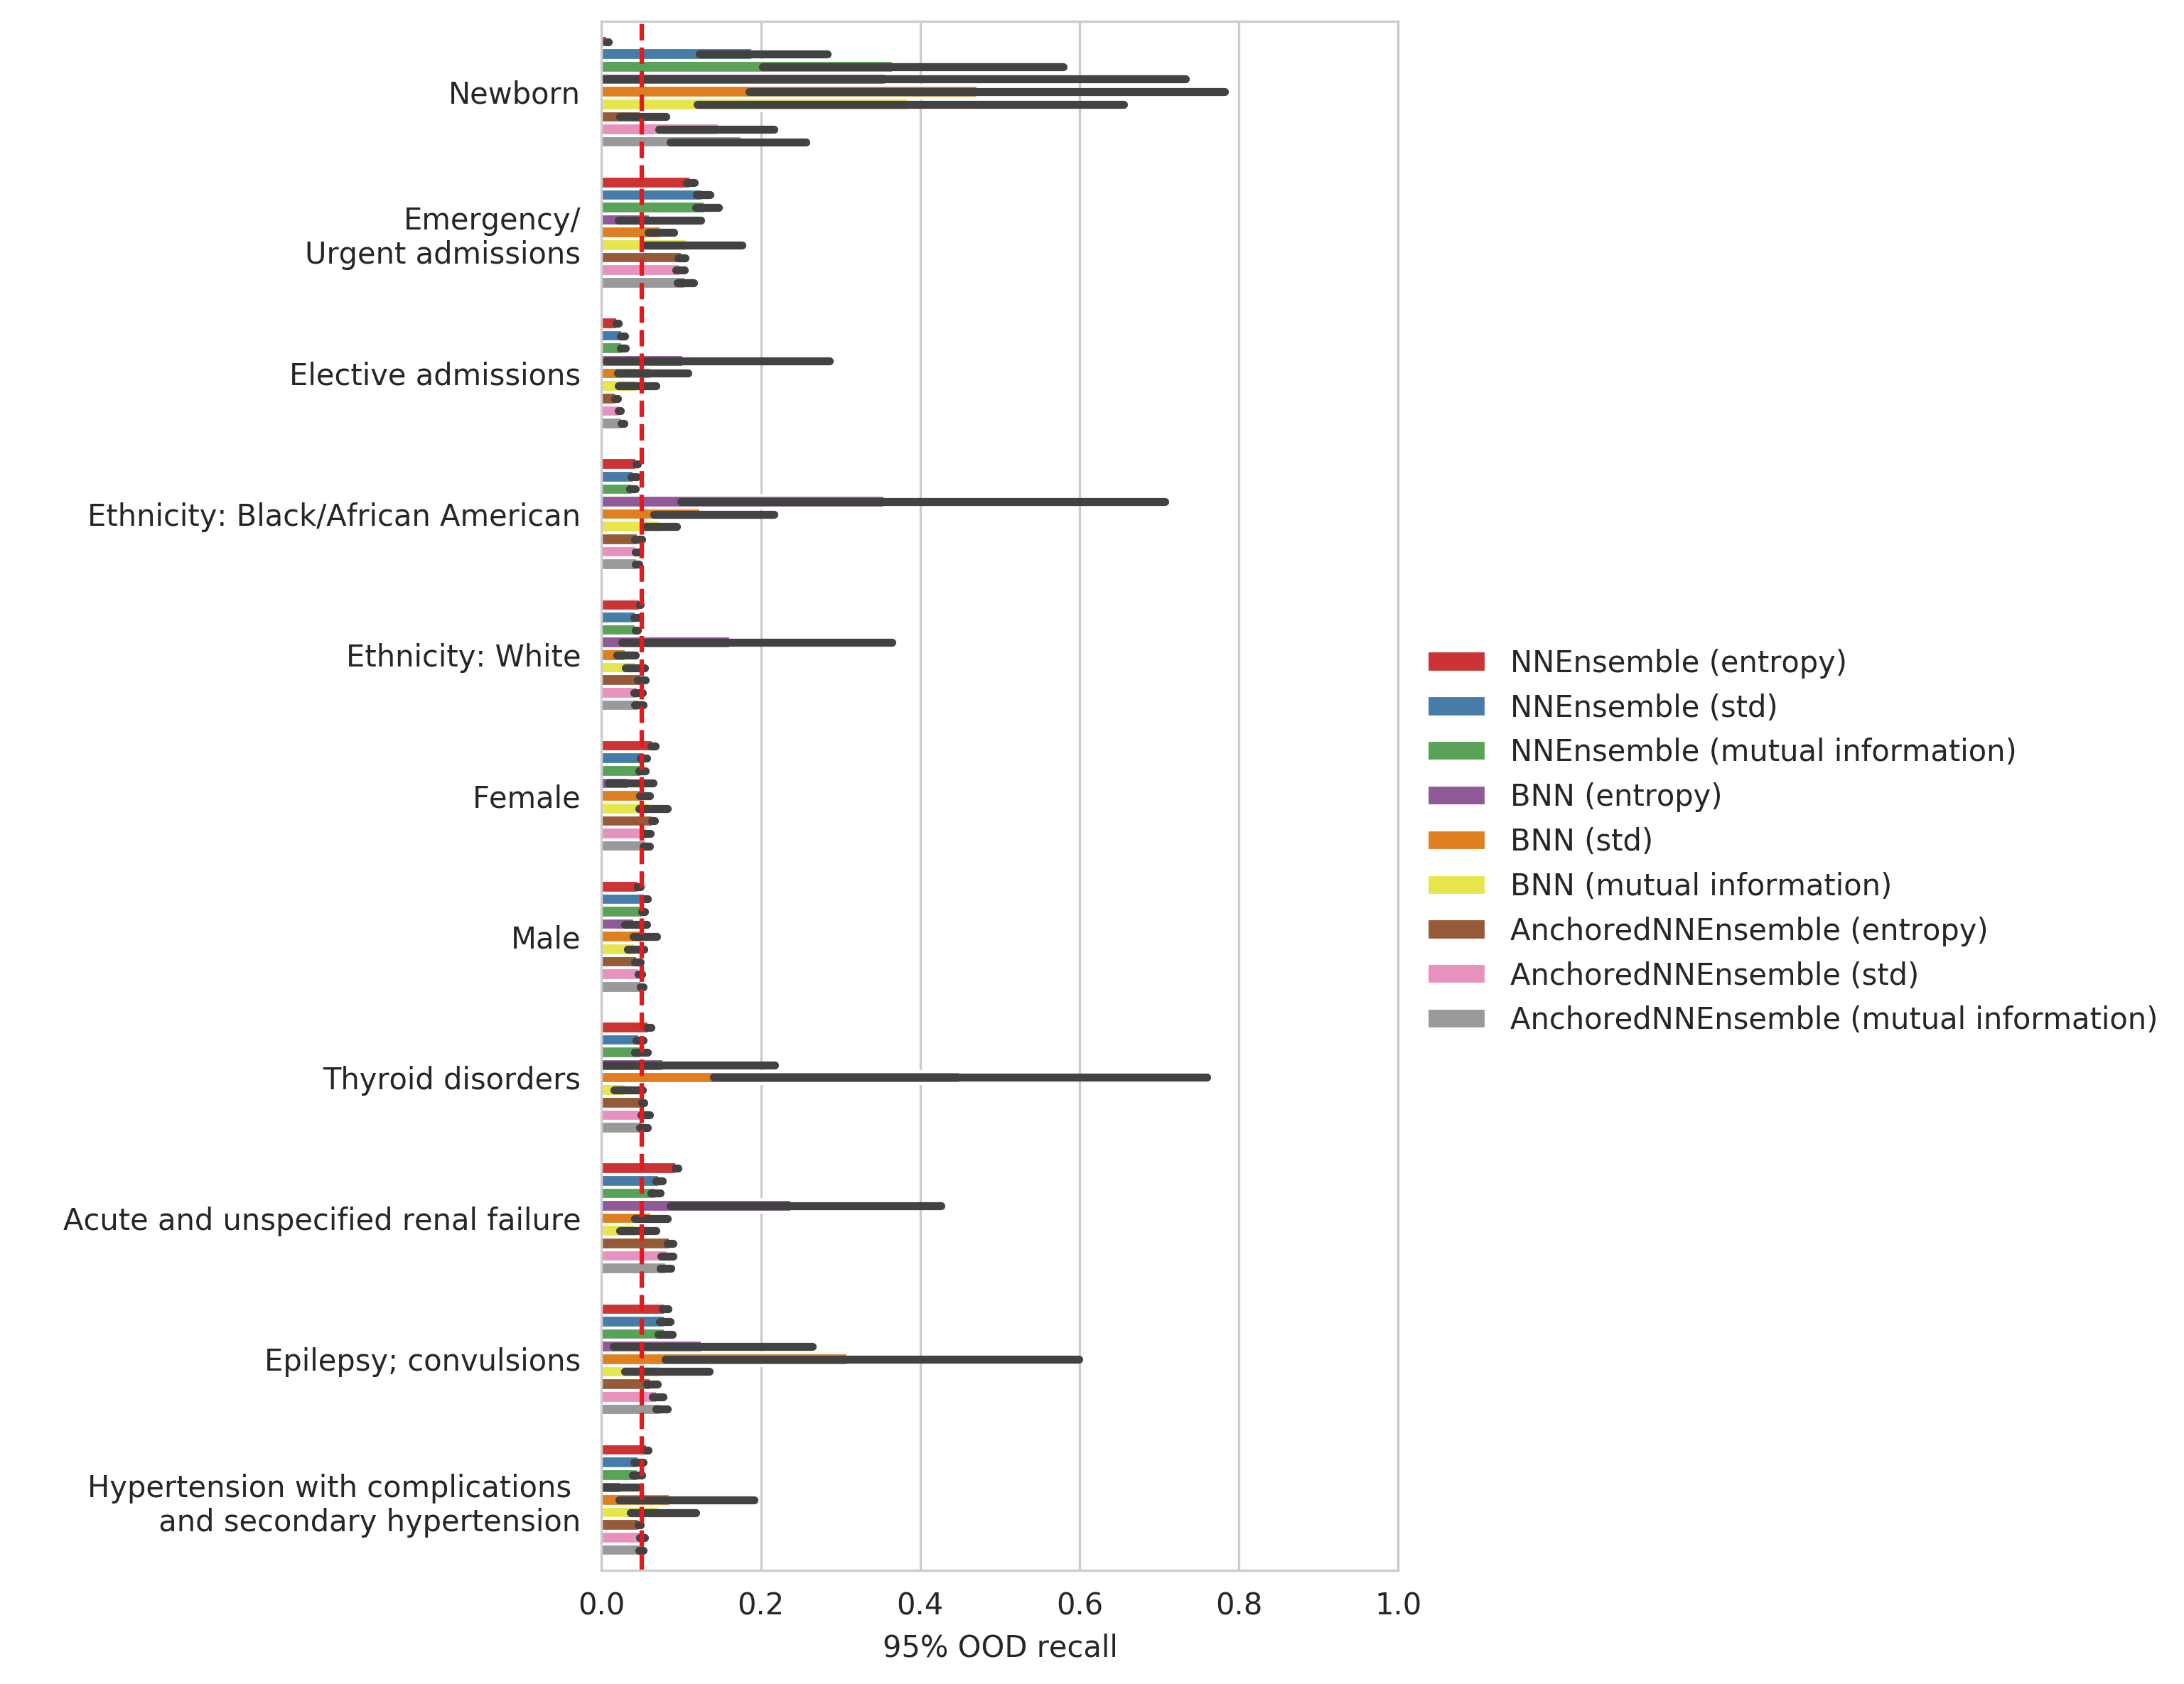 Newborn
Emergency/
Urgent admissions
Elective admissions
Ethnicity: Black/African American
Ethnicity: White
Female
Male
Thyroid disorders
Acute and unspecified renal failure
Epilepsy; convulsions
Hypertension with complications
and secondary hypertension
0.0 0.2 0.4 0.6 0.8 1.0
95% OOD recall
NNEnsemble (entropy)
NNEnsemble (std)
NNEnsemble (mutual information)
BNN (entropy)
BNN (std)
BNN (mutual information)
AnchoredNNEnsemble (entropy)
AnchoredNNEnsemble (std)
AnchoredNNEnsemble (mutual information)